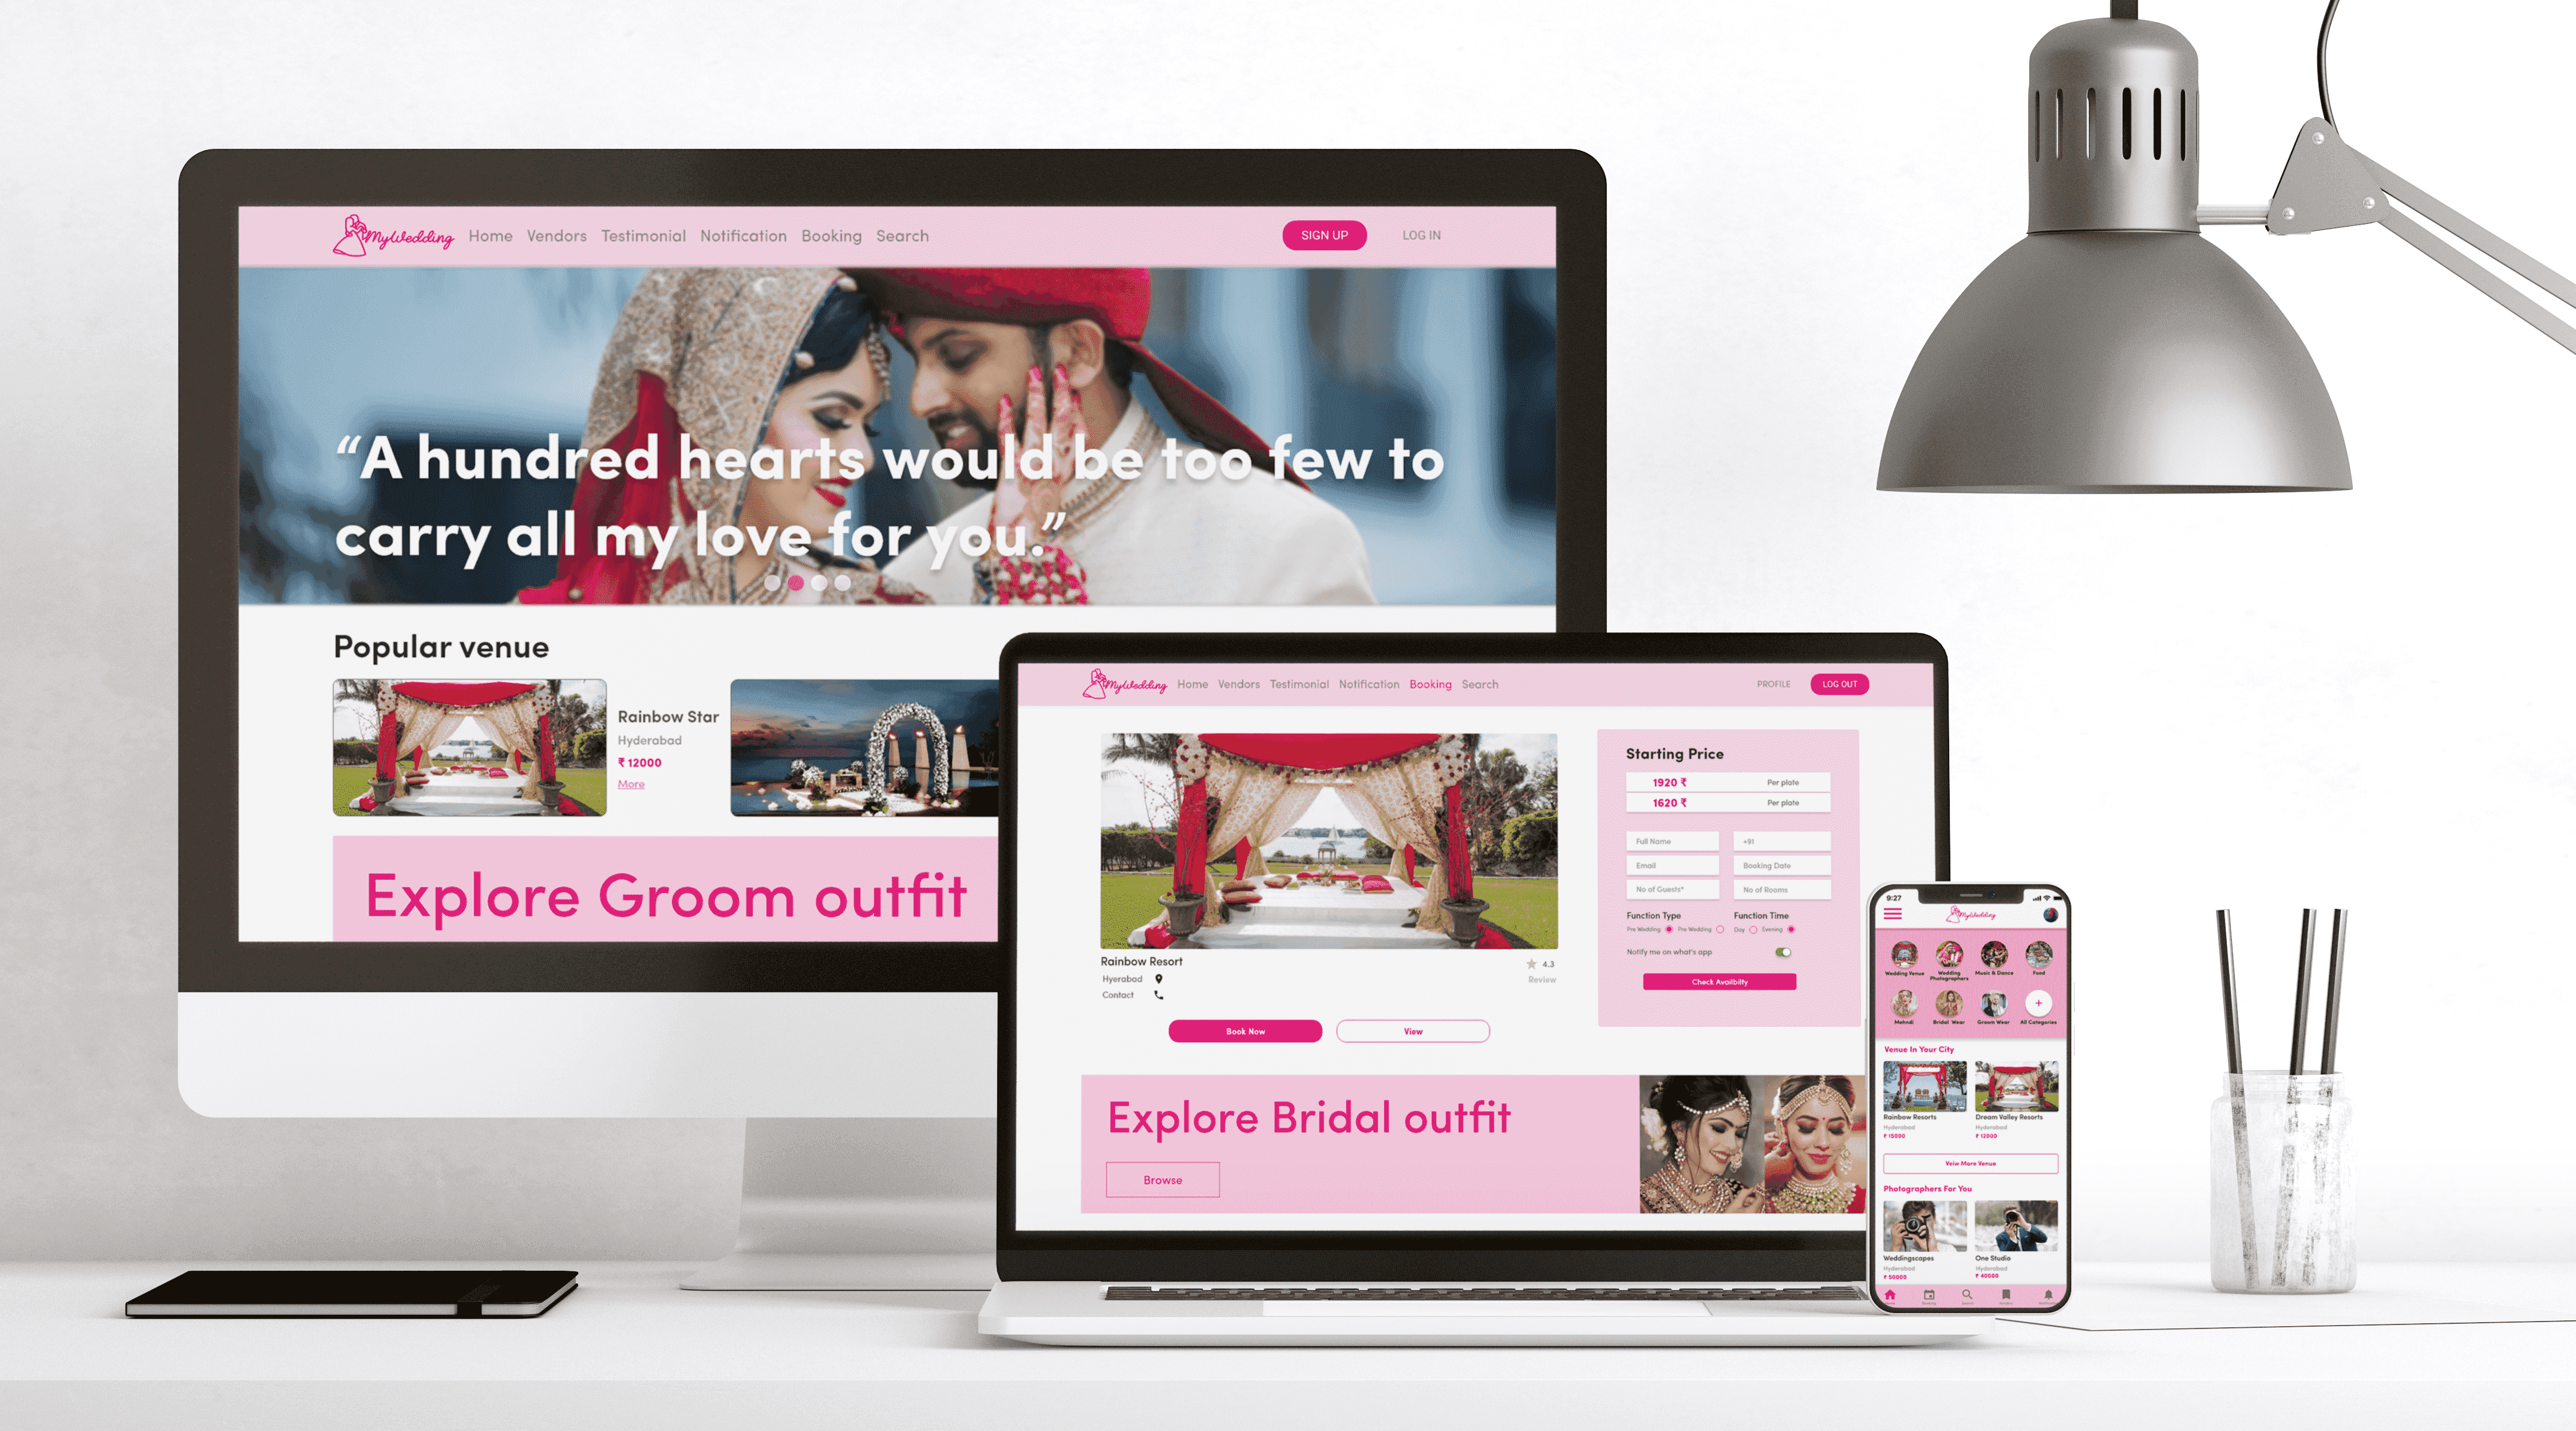 MyWedding Home Vendors Testimonial Notification Booking Search SIGN UP LOG IN
“A hundred hearts would be too few to
carry all my love for you.”
Popular venue
Rainbow Star
Hyderabad
₹ 12000
More
Explore Groom outfit
MyWedding Home Vendors Testimonial Notification Booking Search PROFILE LOG OUT
Rainbow Resort
4.3
Hyerabad
Review
Contact
Book Now View
Starting Price
1920 ₹ Per plate
1620 ₹ Per plate
Full Name +91
Email Booking Date
No of Guests* No of Rooms
Function Type Function Time
Pre Wedding Pre Wedding Day Evening
Notify me on what's app
Check Availbilty
Explore Bridal outfit
Browse
9:27
MyWedding
Wedding Venue Wedding Photographers Music & Dance Food
Mehndi Bridal Wear Groom Wear All Categories
Venue In Your City
Rainbow Resorts Dream Valley Resorts
Hyderabad Hyderabad
₹ 15000 ₹ 12000
Veiw More Venue
Photographers For You
Weddingscapes One Studio
Hyderabad Hyderabad
₹ 50000 ₹ 40000